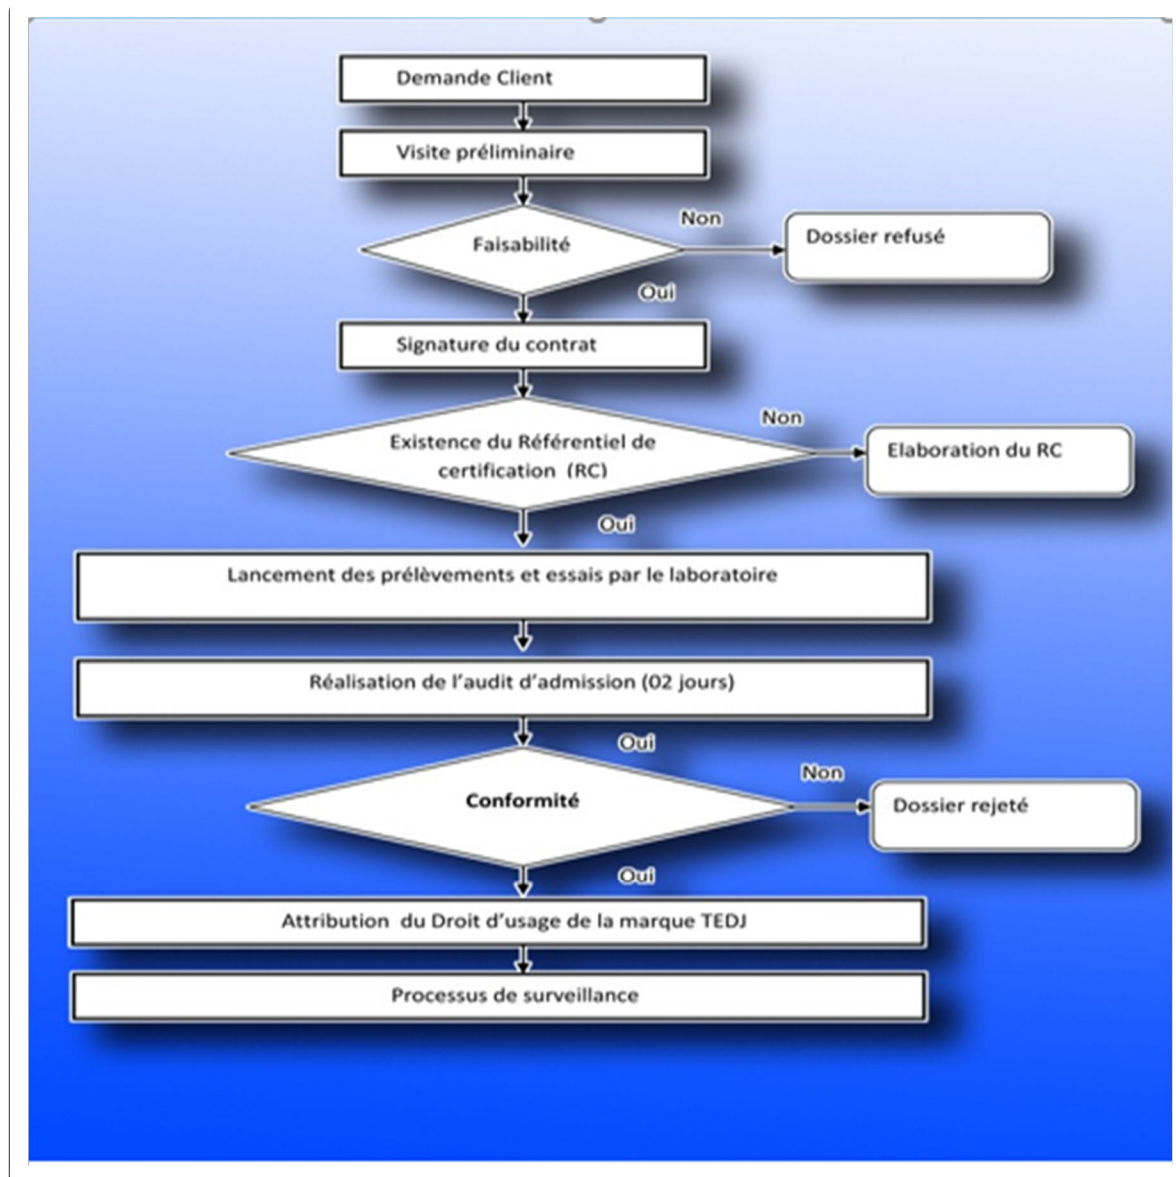 Demande Client
Visite préliminaire
Non
Faisabilité
Dossier refusé
Oui
Signature du contrat
Non
Existence du Référentiel de
certification (RC)
Elaboration du RC
Oui
Lancement des prélèvements et essais par le laboratoire
Réalisation de l'audit d'admission (02 jours)
Oui
Non
Conformité
Dossier rejeté
Oui
Attribution du Droit d'usage de la marque TEDJ
Processus de surveillance